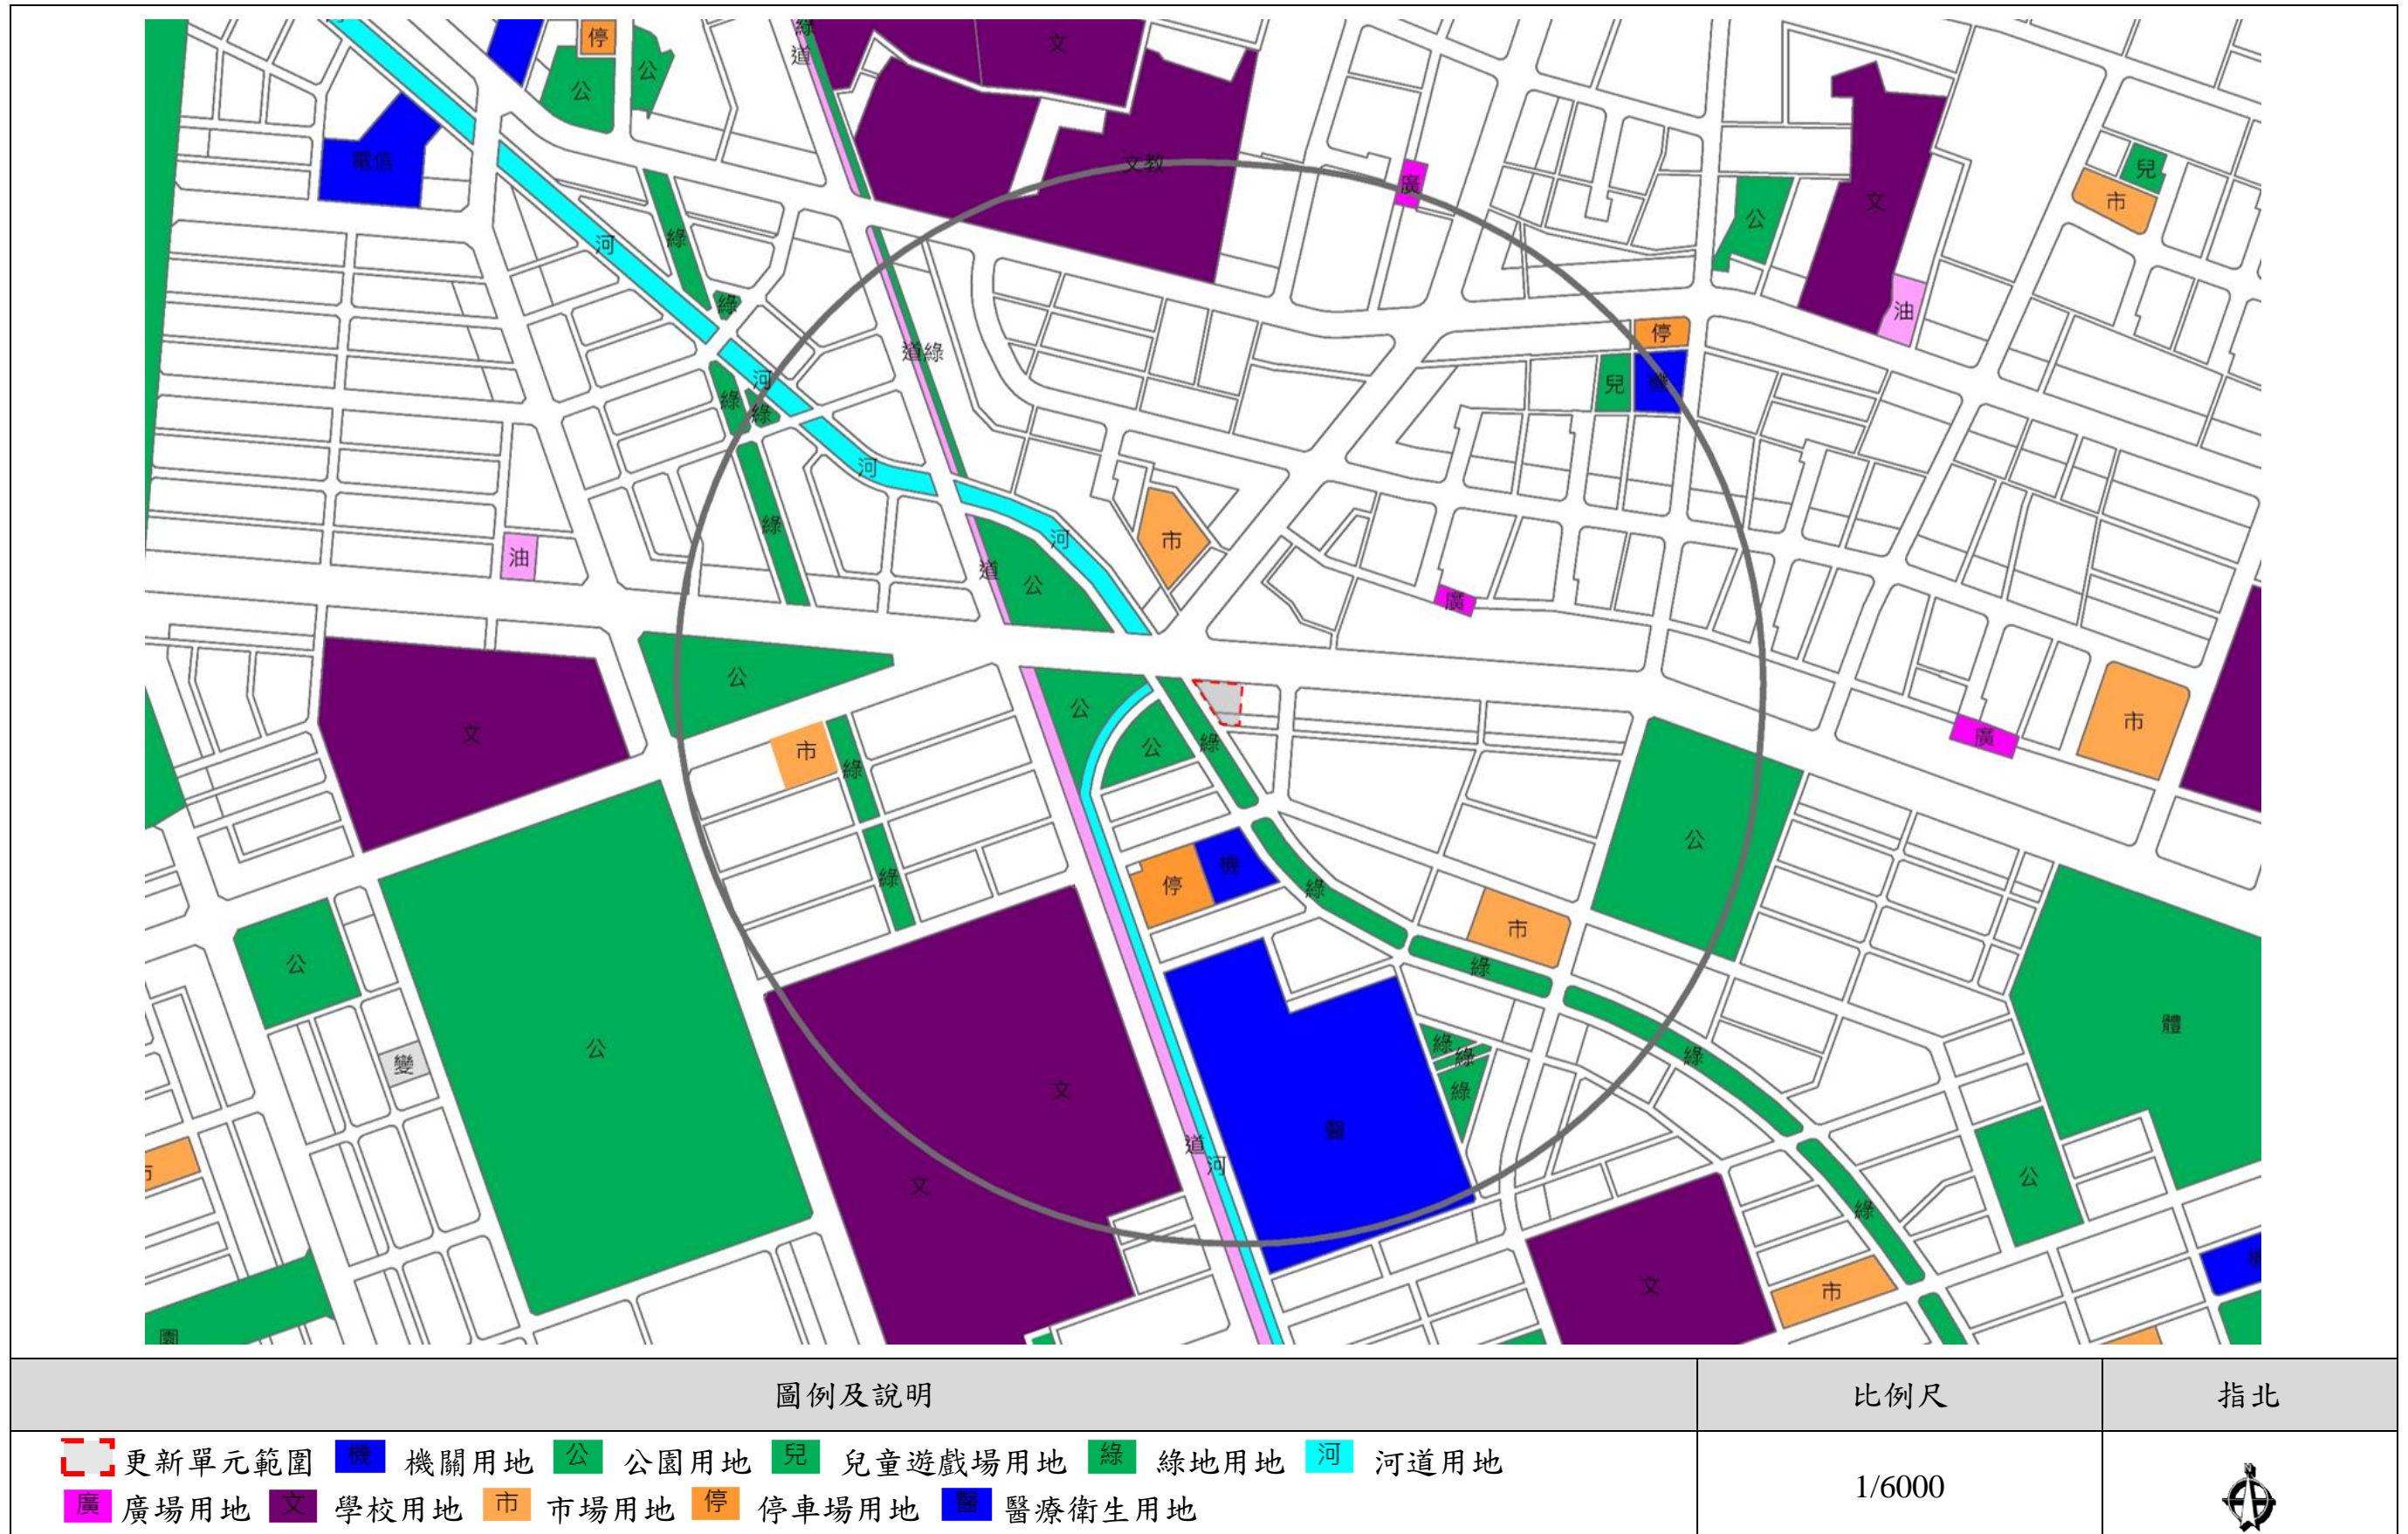 綠
停
文
道
公
公
電信
文教
兒
廣
文
市
公
綠
河
綠
油
停
道綠
河
兒
機
綠
綠
河
綠
市
河
油
道
公
廣
公
公
文
綠
市
公
廣
市
公
綠
公
機
停
綠
綠
市
公
綠
體
綠
綠
綠
公
變
文
醫
道
河
公
文
綠
文
市
園
圖例及說明
比例尺
指北
更新單元範圍 機 機關用地 公 公園用地 兒 兒童遊戲場用地 綠 綠地用地 河 河道用地
廣 廣場用地 文 學校用地 市 市場用地 停 停車場用地 醫 醫療衛生用地
1/6000